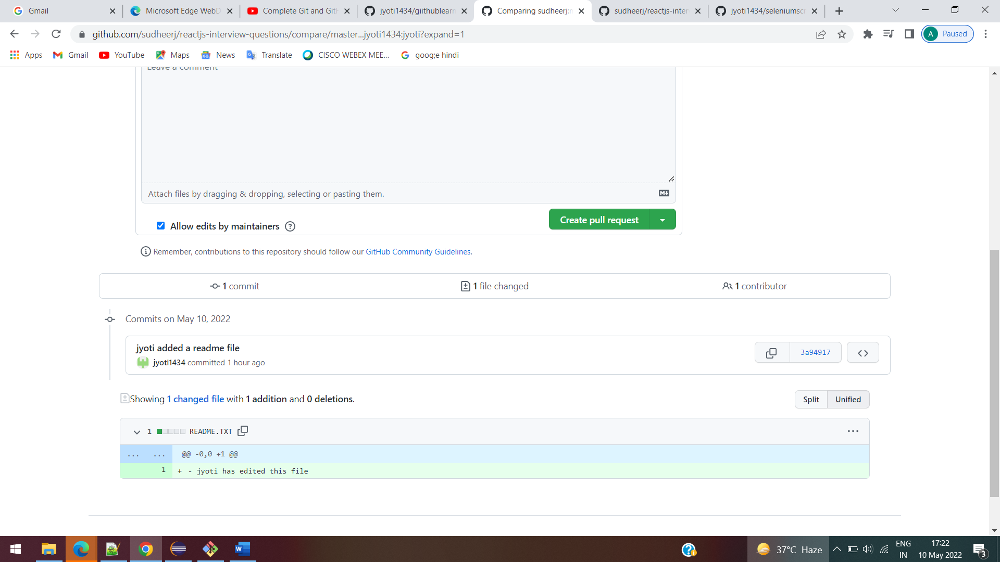 Gmail
Microsoft Edge WebD
Complete Git and GitH
jyoti1434/giithublearn
Comparing sudheerj:m
sudheerj/reactjs-inter
jyoti1434/seleniumscr
github.com/sudheerj/reactjs-interview-questions/compare/master...jyoti1434:jyoti?expand=1
A Paused
Apps
Gmail
YouTube
Maps
News
Translate
CISCO WEBEX MEE...
goog;e hindi
Leave a comment
Attach files by dragging & dropping, selecting or pasting them.
Allow edits by maintainers
Create pull request
Remember, contributions to this repository should follow our GitHub Community Guidelines.
1 commit
1 file changed
1 contributor
Commits on May 10, 2022
jyoti added a readme file
jyoti1434 committed 1 hour ago
3a94917
Showing 1 changed file with 1 addition and 0 deletions.
Split
Unified
1 README.TXT
... ... @@ -0,0 +1 @@
1 + - jyoti has edited this file
37°C Haze
ENG
IN
17:22
10 May 2022
3